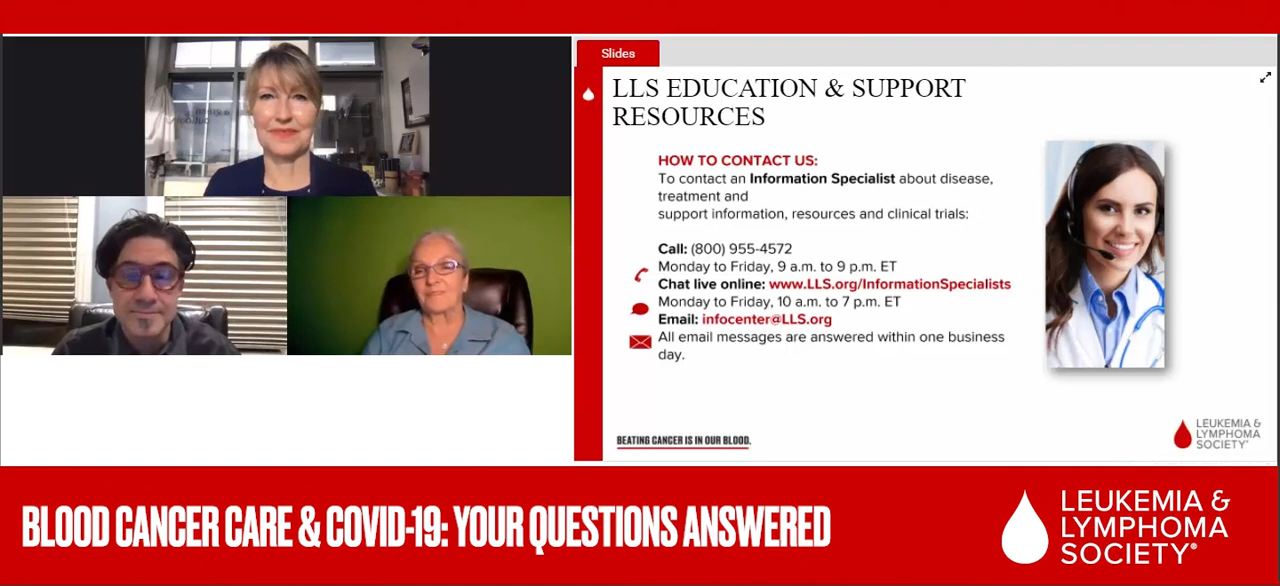 Slides
LLS EDUCATION & SUPPORT
RESOURCES
HOW TO CONTACT US:
To contact an Information Specialist about disease,
treatment and
support information, resources and clinical trials:
Call: (800) 955-4572
Monday to Friday, 9 a.m. to 9 p.m. ET
Chat live online: www.LLS.org/InformationSpecialists
Monday to Friday, 10 a.m. to 7 p.m. ET
Email: infocenter@LLS.org
All email messages are answered within one business
day.
BEATING CANCER IS IN OUR BLOOD.
LEUKEMIA &
LYMPHOMA
SOCIETY®
BLOOD CANCER CARE & COVID-19: YOUR QUESTIONS ANSWERED
LEUKEMIA &
LYMPHOMA
SOCIETY®